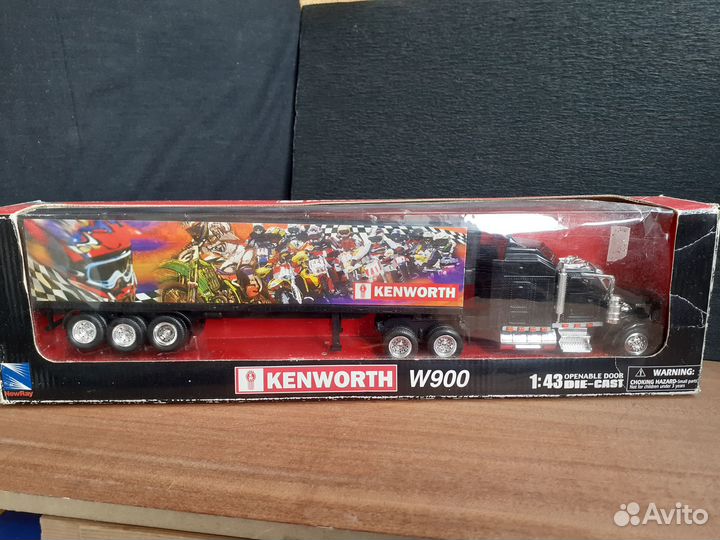 KENWORTH
KENWORTH W900
1:43 OPENABLE DOOR
DIE-CAST
WARNING:
CHOKING HAZARD-Small parts
Not for children under 3 years
NewRay
Avito